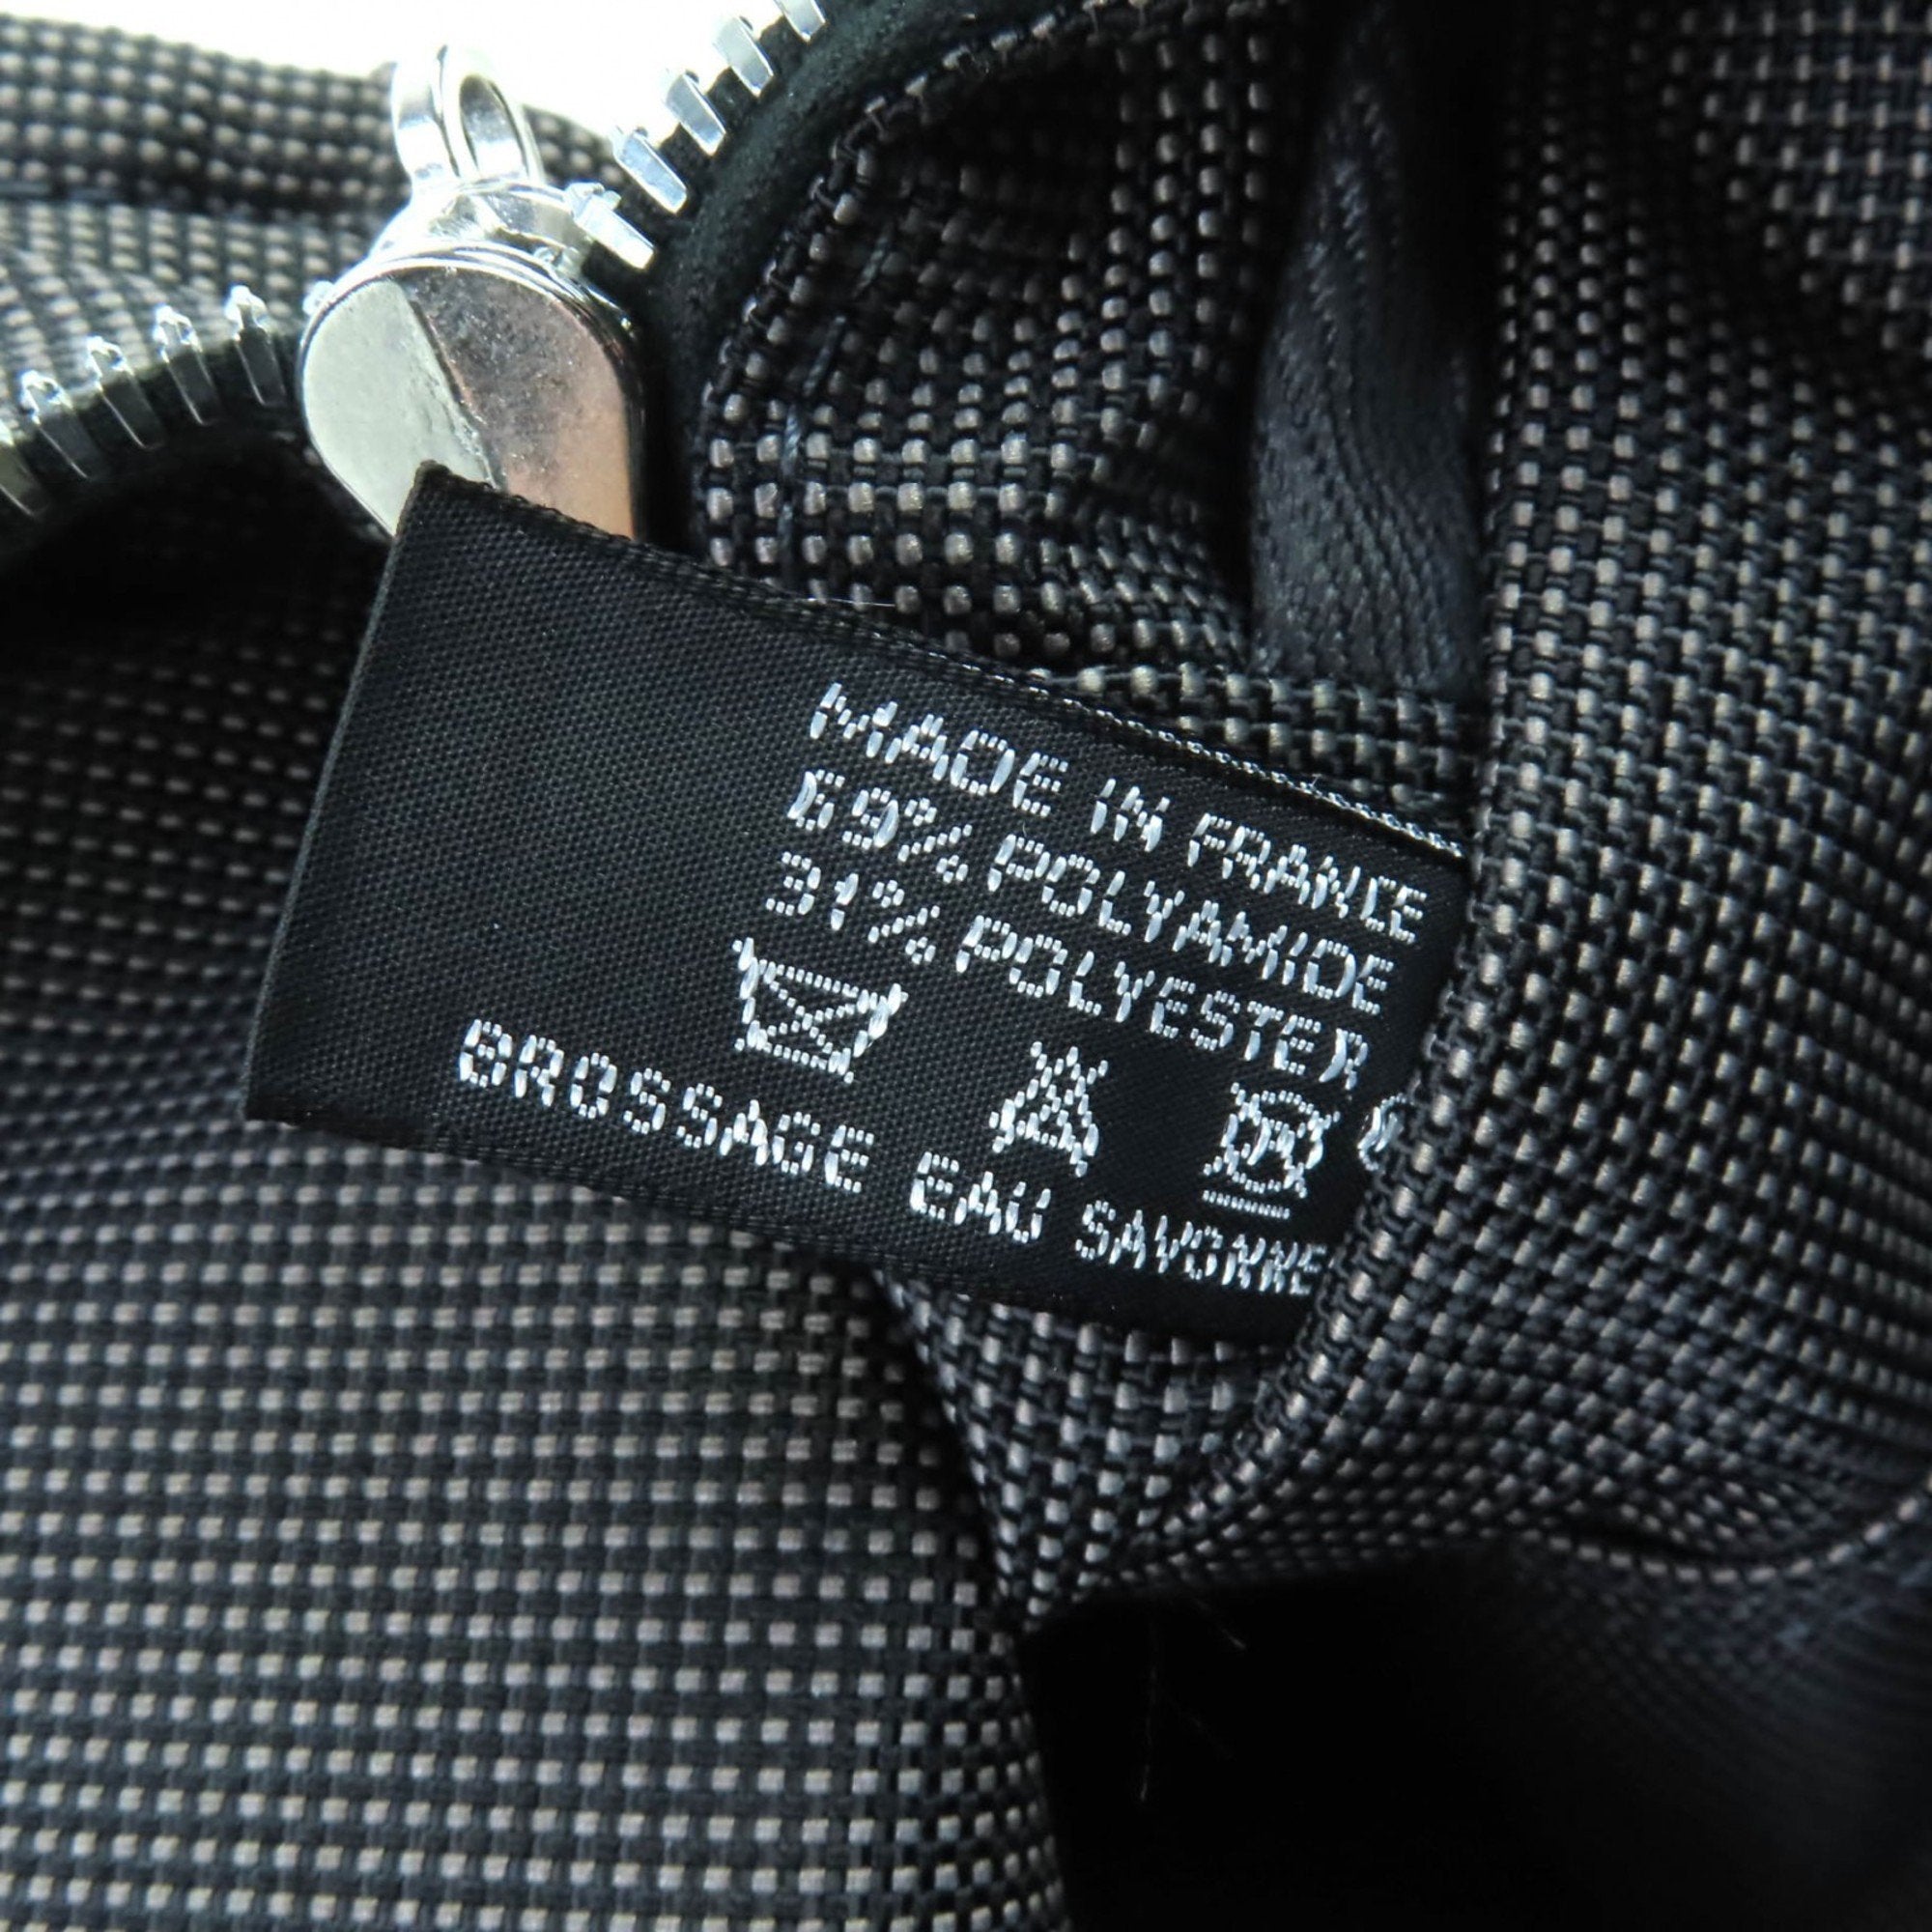 MADE IN FRANCE
69% POLYAMIDE
31% POLYESTER
BROSSAGE EAU SAVONNE